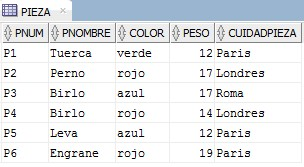 PIEZA
PNUM PNOMBRE COLOR PESO CUIDADPIEZA
P1 Tuerca verde 12 Paris
P2 Perno rojo 17 Londres
P3 Birlo azul 17 Roma
P4 Birlo rojo 14 Londres
P5 Leva azul 12 Paris
P6 Engrane rojo 19 Paris